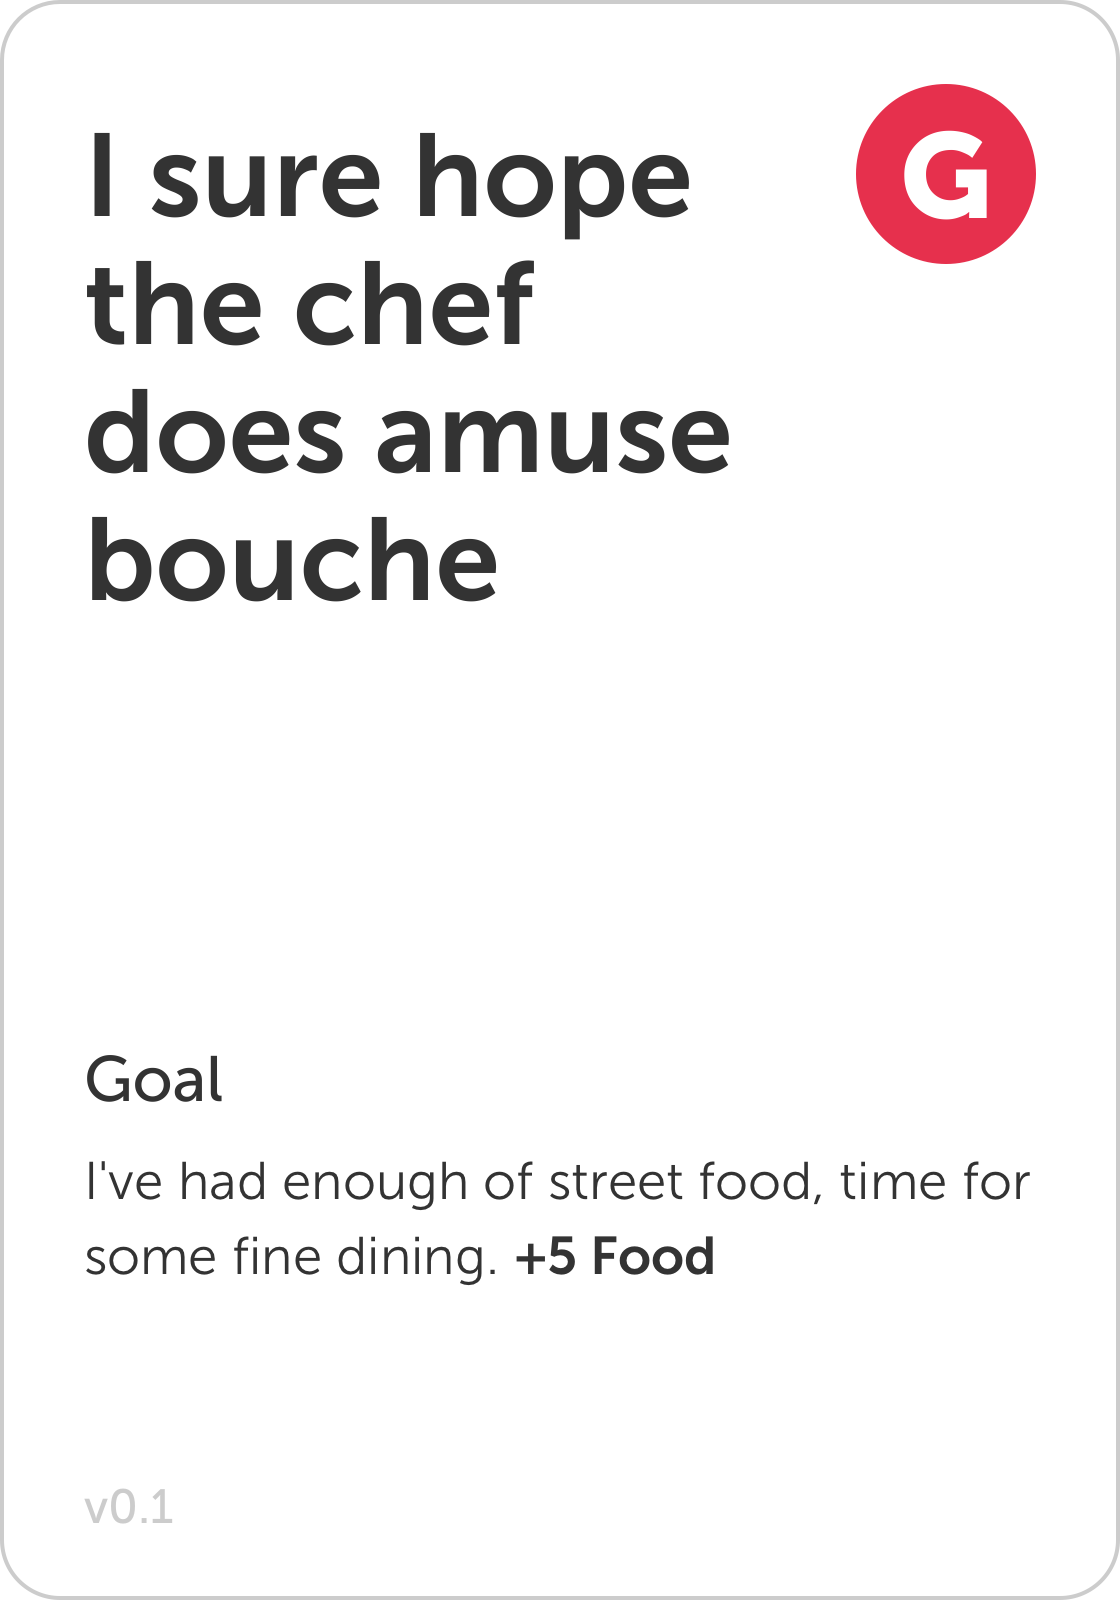 I sure hope
the chef
does amuse
bouche
G
Goal
I've had enough of street food, time for
some fine dining. +5 Food
v0.1